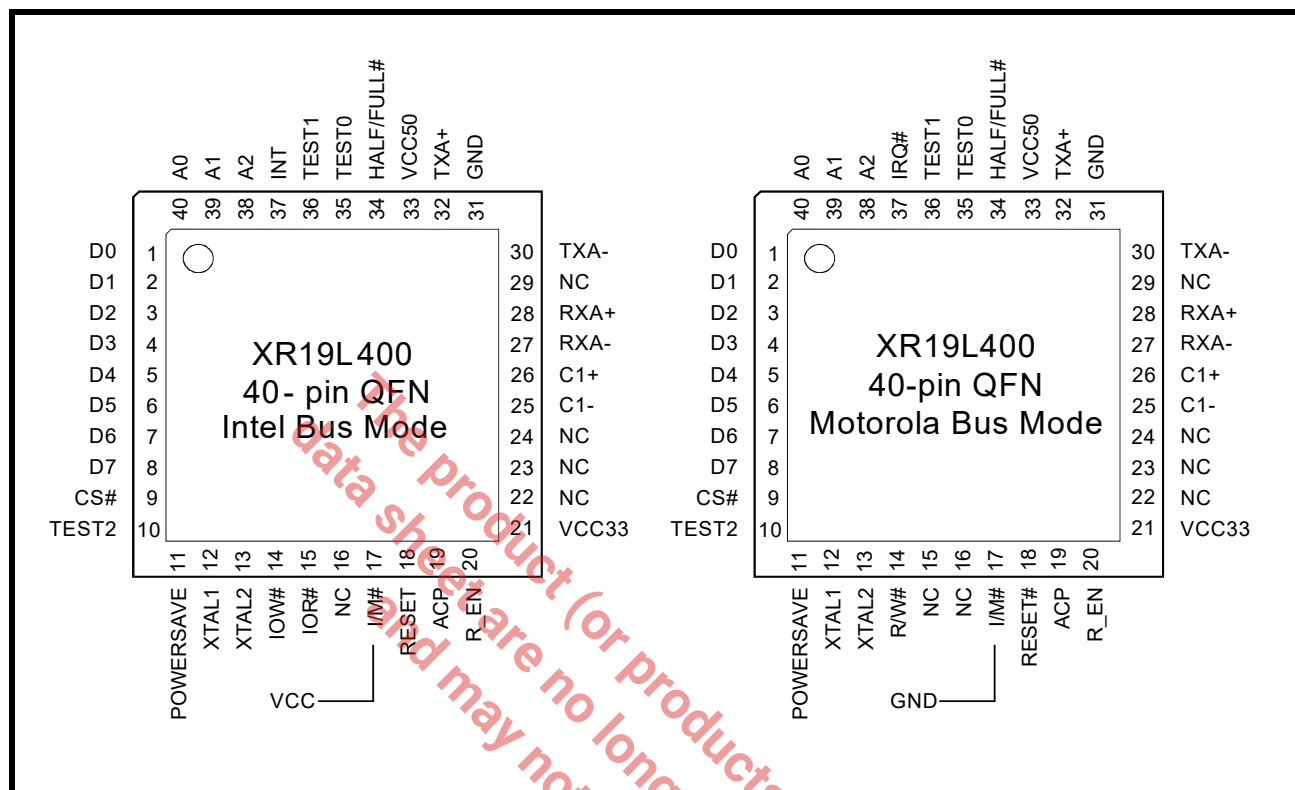 A0 A1 A2 INT TEST1 TEST0 HALF/FULL# VCC50 TXA+ GND
40 39 38 37 36 35 34 33 32 31
D0 1
D1 2
D2 3
D3 4
D4 5
D5 6
D6 7
D7 8
CS# 9
TEST2 10
XR19L400
40- pin QFN
Intel Bus Mode
30 TXA-
29 NC
28 RXA+
27 RXA-
26 C1+
25 C1-
24 NC
23 NC
22 NC
21 VCC33
11 12 13 14 15 16 17 18 19 20
POWERSAVE XTAL1 XTAL2 IOW# IOR# NC I/M# RESET ACP R_EN
VCC
A0 A1 A2 IRQ# TEST1 TEST0 HALF/FULL# VCC50 TXA+ GND
40 39 38 37 36 35 34 33 32 31
D0 1
D1 2
D2 3
D3 4
D4 5
D5 6
D6 7
D7 8
CS# 9
TEST2 10
XR19L400
40-pin QFN
Motorola Bus Mode
30 TXA-
29 NC
28 RXA+
27 RXA-
26 C1+
25 C1-
24 NC
23 NC
22 NC
21 VCC33
11 12 13 14 15 16 17 18 19 20
POWERSAVE XTAL1 XTAL2 R/W# NC NC I/M# RESET# ACP R_EN
GND
The product (or products
data sheet are no long
and may not